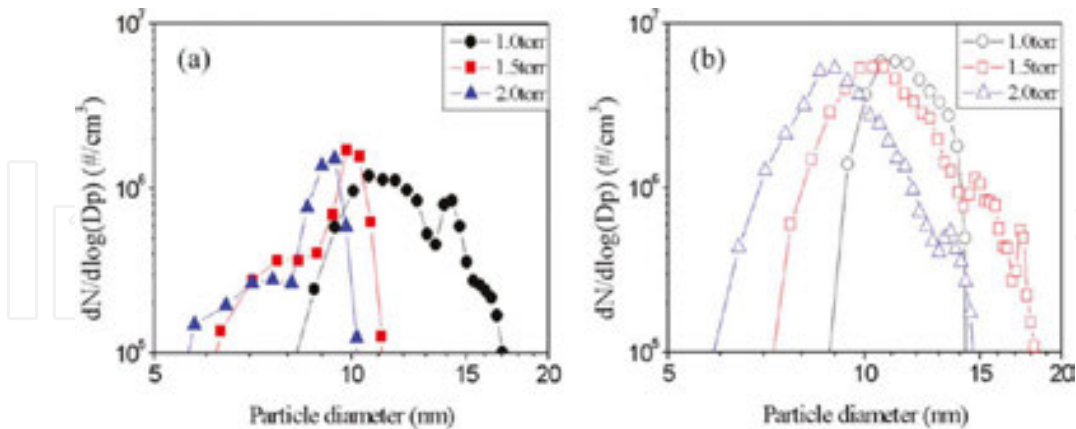 10⁷
(a)
1.0torr
1.5torr
2.0torr
dN/dlog(Dp) (#/cm³)
10⁶
10⁵
5
10
15
20
Particle diameter (nm)
10⁷
(b)
1.0torr
1.5torr
2.0torr
dN/dlog(Dp) (#/cm³)
10⁶
10⁵
5
10
15
20
Particle diameter (nm)